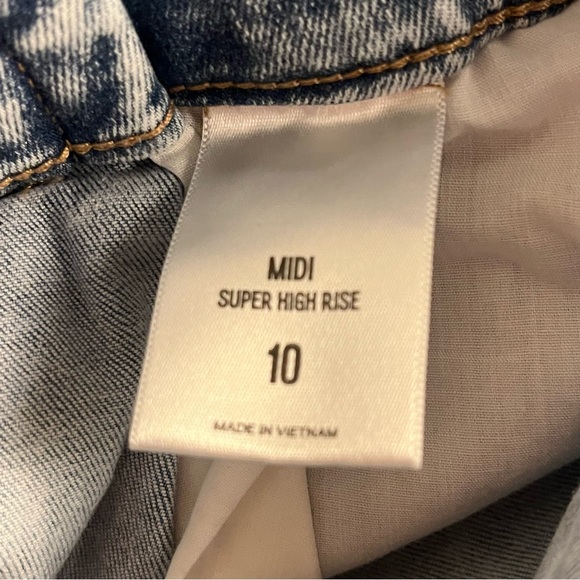 MIDI
SUPER HIGH RISE
10
MADE IN VIETNAM